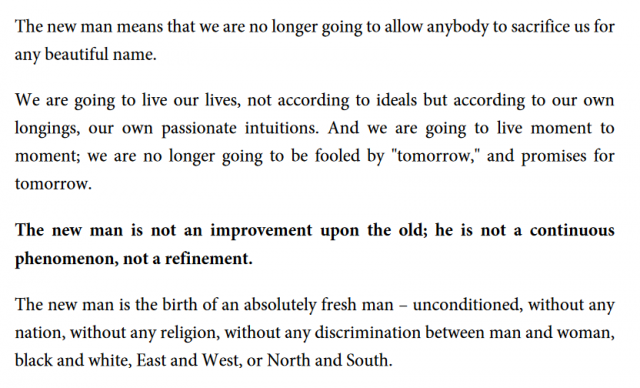 The new man means that we are no longer going to allow anybody to sacrifice us for
any beautiful name.
We are going to live our lives, not according to ideals but according to our own
longings, our own passionate intuitions. And we are going to live moment to
moment; we are no longer going to be fooled by "tomorrow," and promises for
tomorrow.
The new man is not an improvement upon the old; he is not a continuous
phenomenon, not a refinement.
The new man is the birth of an absolutely fresh man – unconditioned, without any
nation, without any religion, without any discrimination between man and woman,
black and white, East and West, or North and South.